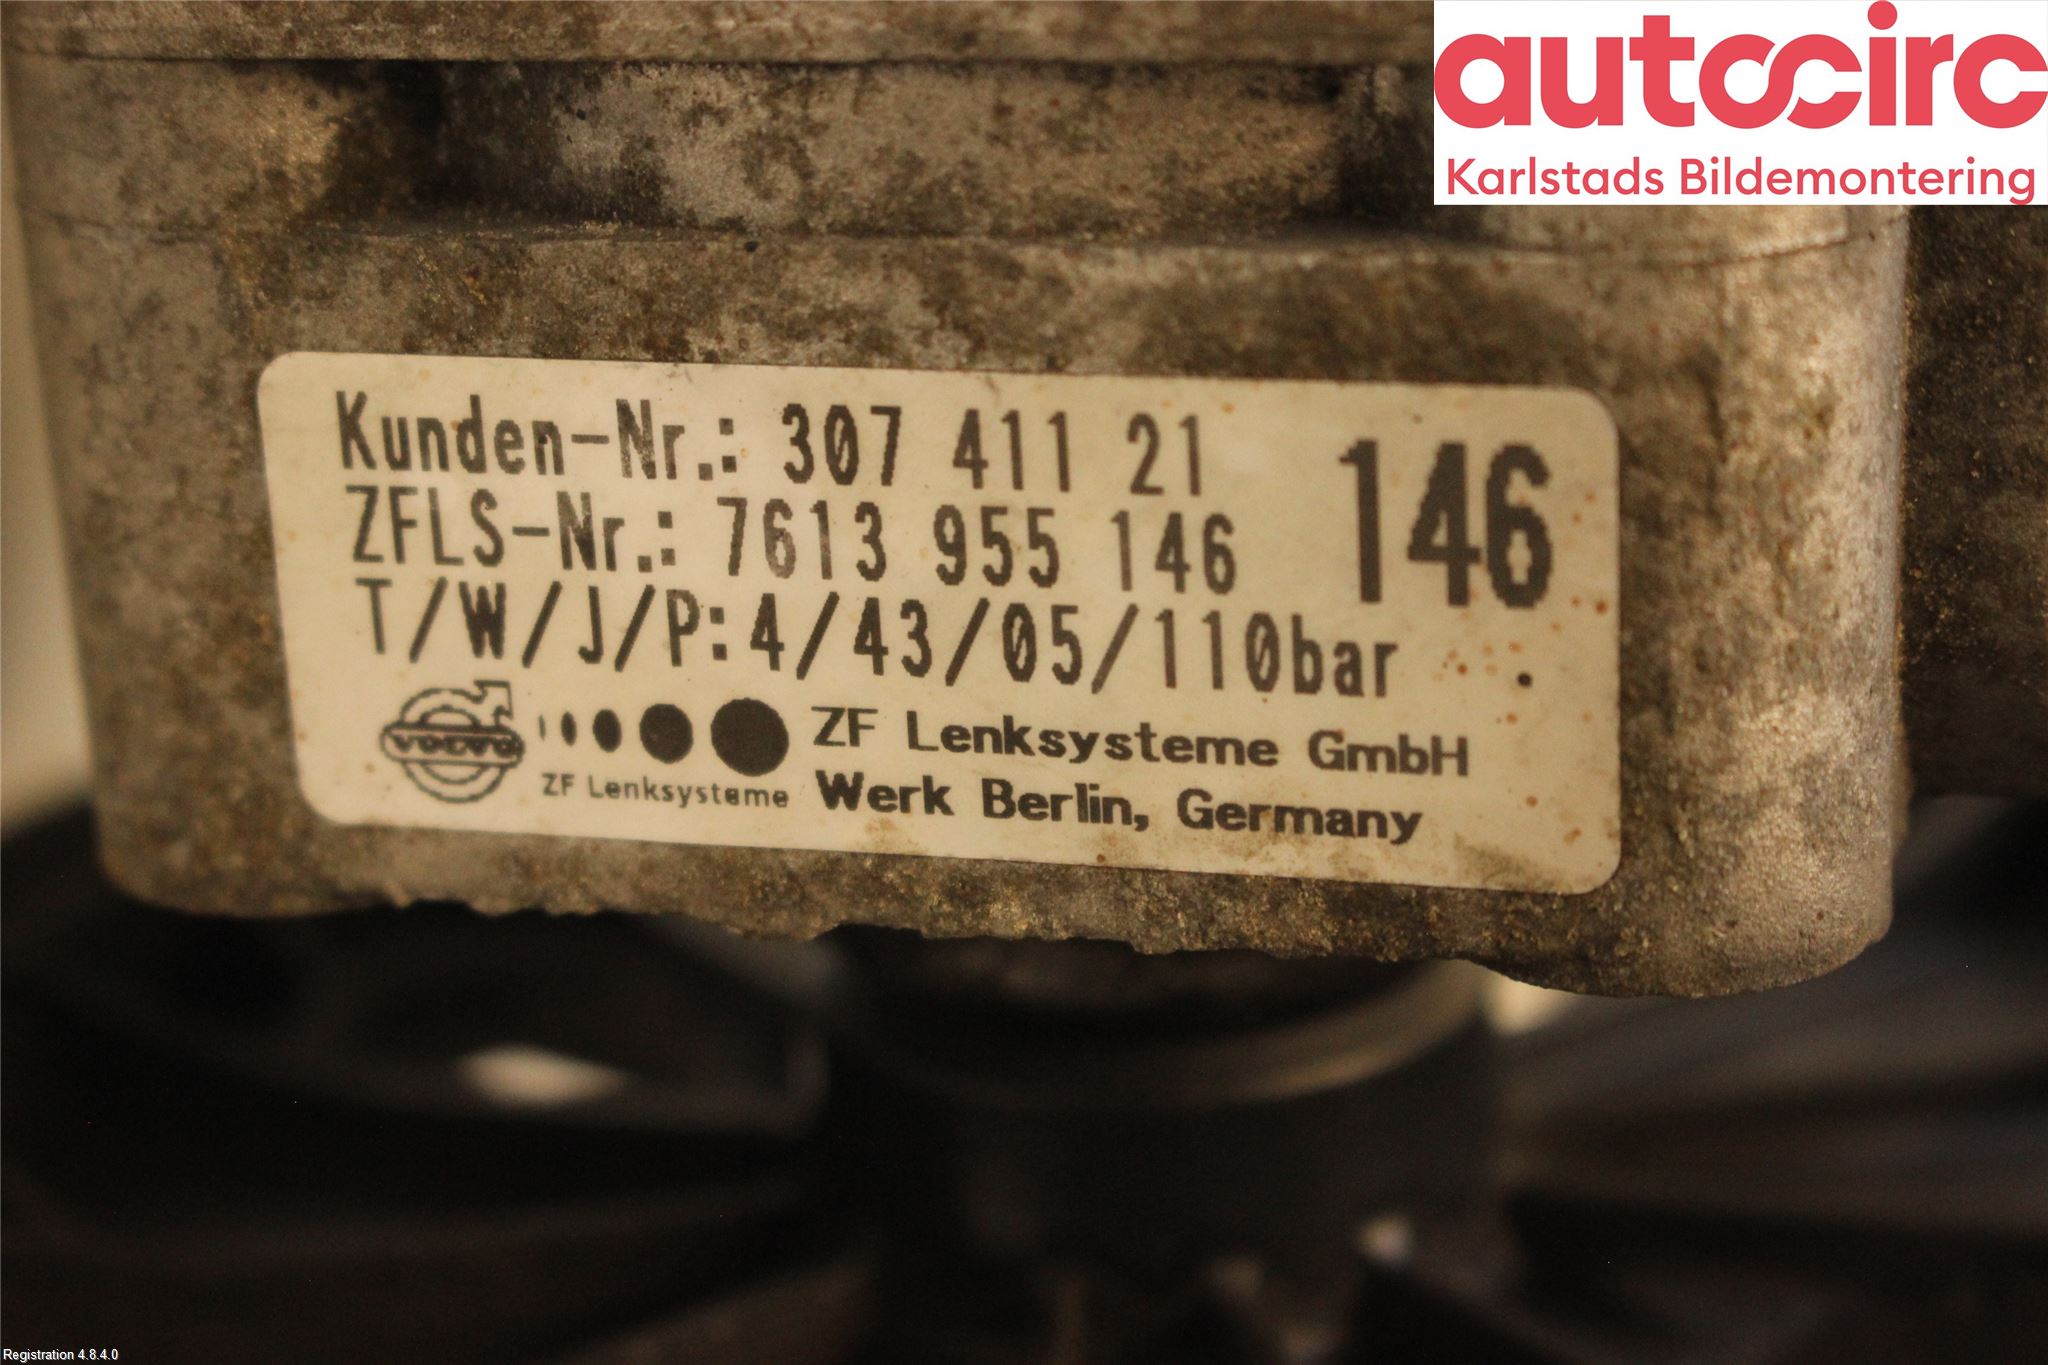 autocirc
Karlstads Bildemontering
Kunden-Nr.: 307 411 21
146
ZFLS-Nr.: 7613 955 146
T/W/J/P: 4/43/05/110bar
VOLVO
ZF Lenksysteme
ZF Lenksysteme GmbH
Werk Berlin, Germany
Registration 4.8.4.0